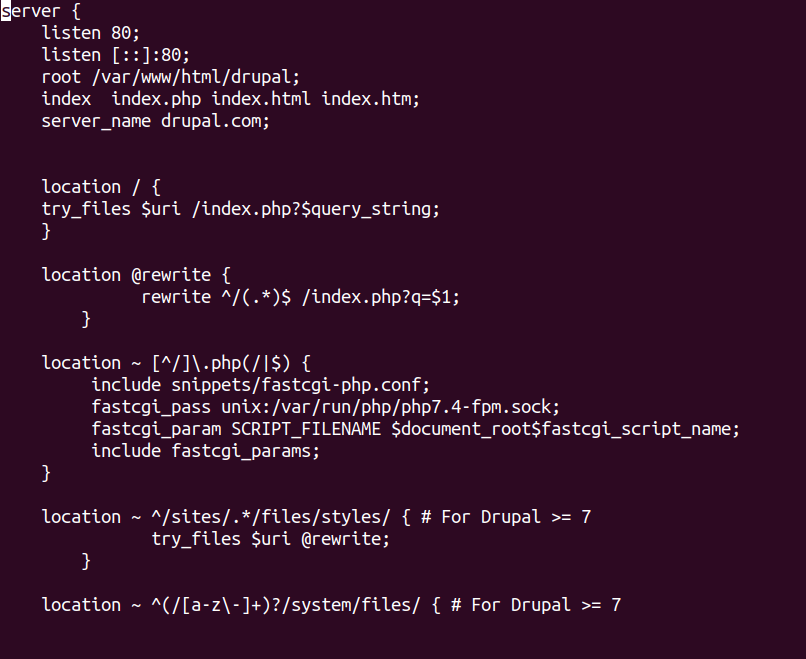 server {
    listen 80;
    listen [::]:80;
    root /var/www/html/drupal;
    index  index.php index.html index.htm;
    server_name drupal.com;
    location / {
    try_files $uri /index.php?$query_string;
    }
    location @rewrite {
              rewrite ^/(.*)$ /index.php?q=$1;
        }
    location ~ [^/]\.php(/|$) {
         include snippets/fastcgi-php.conf;
         fastcgi_pass unix:/var/run/php/php7.4-fpm.sock;
         fastcgi_param SCRIPT_FILENAME $document_root$fastcgi_script_name;
         include fastcgi_params;
    }
    location ~ ^/sites/.*/files/styles/ { # For Drupal >= 7
               try_files $uri @rewrite;
        }
    location ~ ^(/[a-z\-]+)?/system/files/ { # For Drupal >= 7